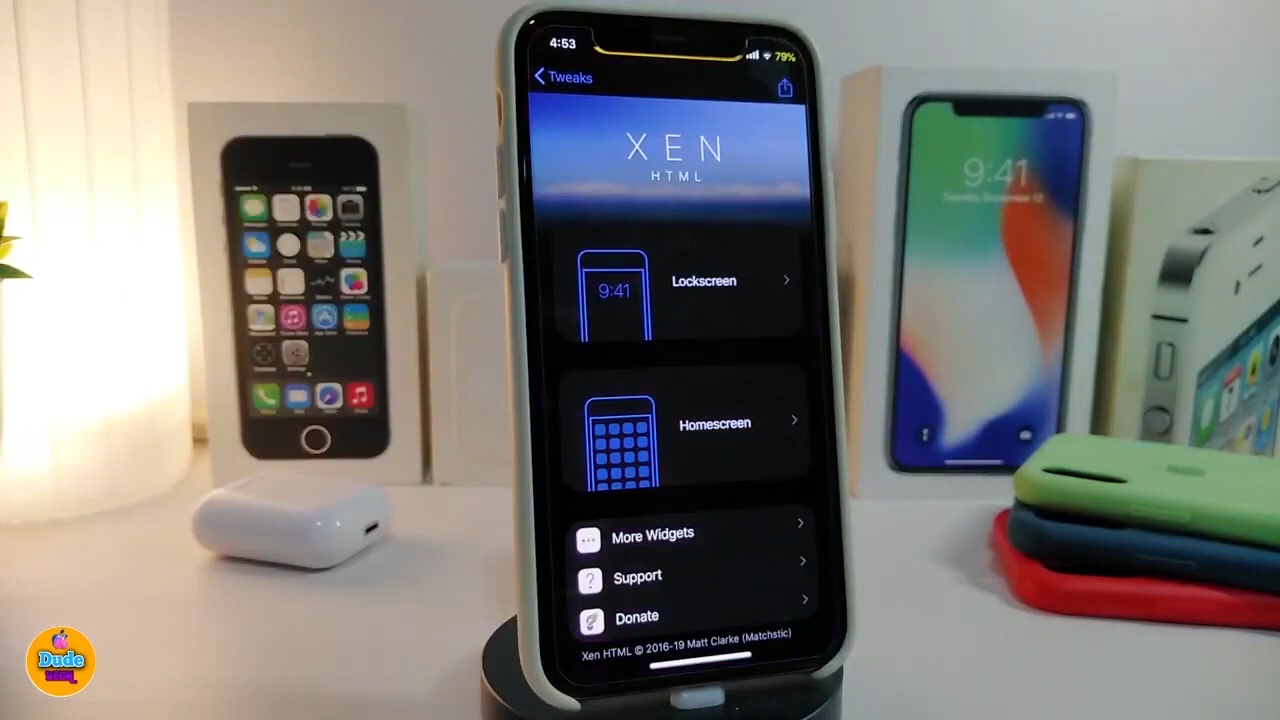 4:53
79%
Tweaks
XEN
HTML
9:41
Lockscreen
Homescreen
More Widgets
?
Support
Donate
Xen HTML © 2016-19 Matt Clarke (Matchstic)
9:41
Dude